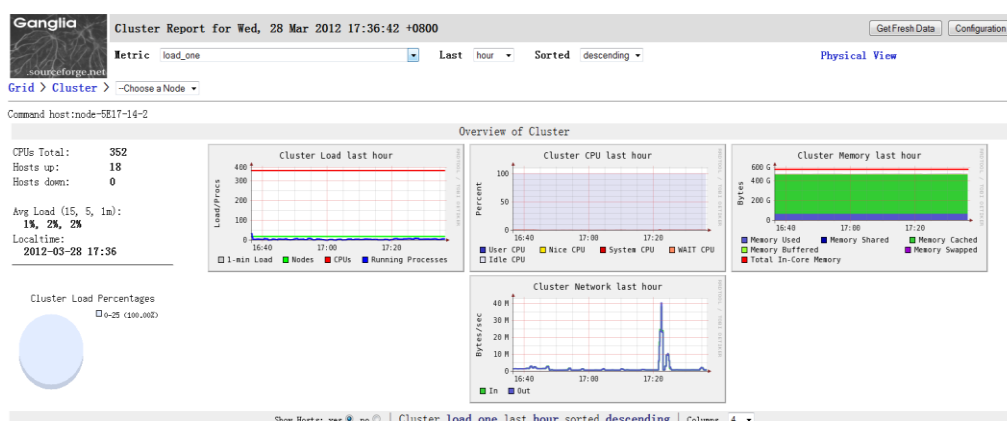 Ganglia
.sourceforge.net
Cluster Report for Wed, 28 Mar 2012 17:36:42 +0800
Get Fresh Data
Configuration
Metric load_one
Last hour
Sorted descending
Physical View
Grid > Cluster > --Choose a Node
Command host:node-5E17-14-2
Overview of Cluster
CPUs Total: 352
Hosts up: 18
Hosts down: 0
Avg Load (15, 5, 1m):
1%, 2%, 2%
Localtime:
2012-03-28 17:36
Cluster Load Percentages
0-25 (100.00%)
Cluster Load last hour
Load/Procs
400
300
200
100
0
16:40 17:00 17:20
1-min Load Nodes CPUs Running Processes
Cluster CPU last hour
Percent
100
50
0
16:40 17:00 17:20
User CPU Nice CPU System CPU WAIT CPU
Idle CPU
Cluster Memory last hour
Bytes
600 G
400 G
200 G
0
16:40 17:00 17:20
Memory Used Memory Shared Memory Cached
Memory Buffered Memory Swapped
Total In-Core Memory
Cluster Network last hour
Bytes/sec
40 M
30 M
20 M
10 M
0
16:40 17:00 17:20
In Out
Show Hosts: yes no | Cluster load_one last hour sorted descending | Columns 4